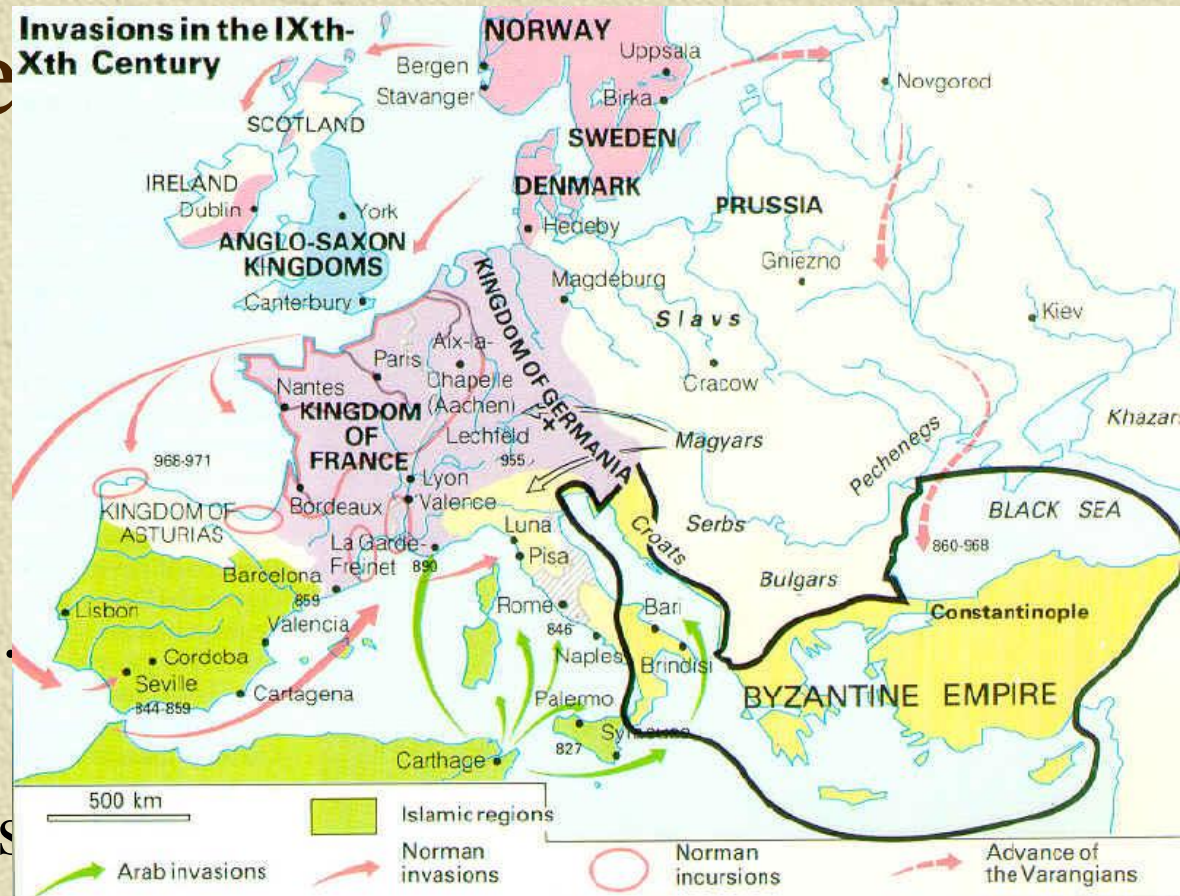 Invasions in the IXth-
Xth Century
e
.
s
NORWAY
Bergen
Stavanger
Uppsala
Birka
Novgorod
SCOTLAND
SWEDEN
IRELAND
Dublin
York
DENMARK
PRUSSIA
Hedeby
ANGLO-SAXON
KINGDOMS
Canterbury
Magdeburg
Gniezno
KINGDOM OF GERMANIA
Slavs
Kiev
Cracow
Paris
Aix-la-
Chapelle
(Aachen)
Nantes
KINGDOM
OF
FRANCE
Lechfeld
955
Magyars
Khazars
Pechenegs
968-971
Lyon
Valence
Bordeaux
KINGDOM OF
ASTURIAS
La Garde-
Freinet
890
Luna
Pisa
Croats
Serbs
Bulgars
BLACK SEA
860-968
Barcelona
859
Lisbon
Valencia
Rome
846
Bari
Constantinople
Cordoba
Seville
844-859
Cartagena
Naples
Brindisi
BYZANTINE EMPIRE
Palermo
827
Carthage
500 km
Islamic regions
Arab invasions
Norman
invasions
Norman
incursions
Advance of
the Varangians